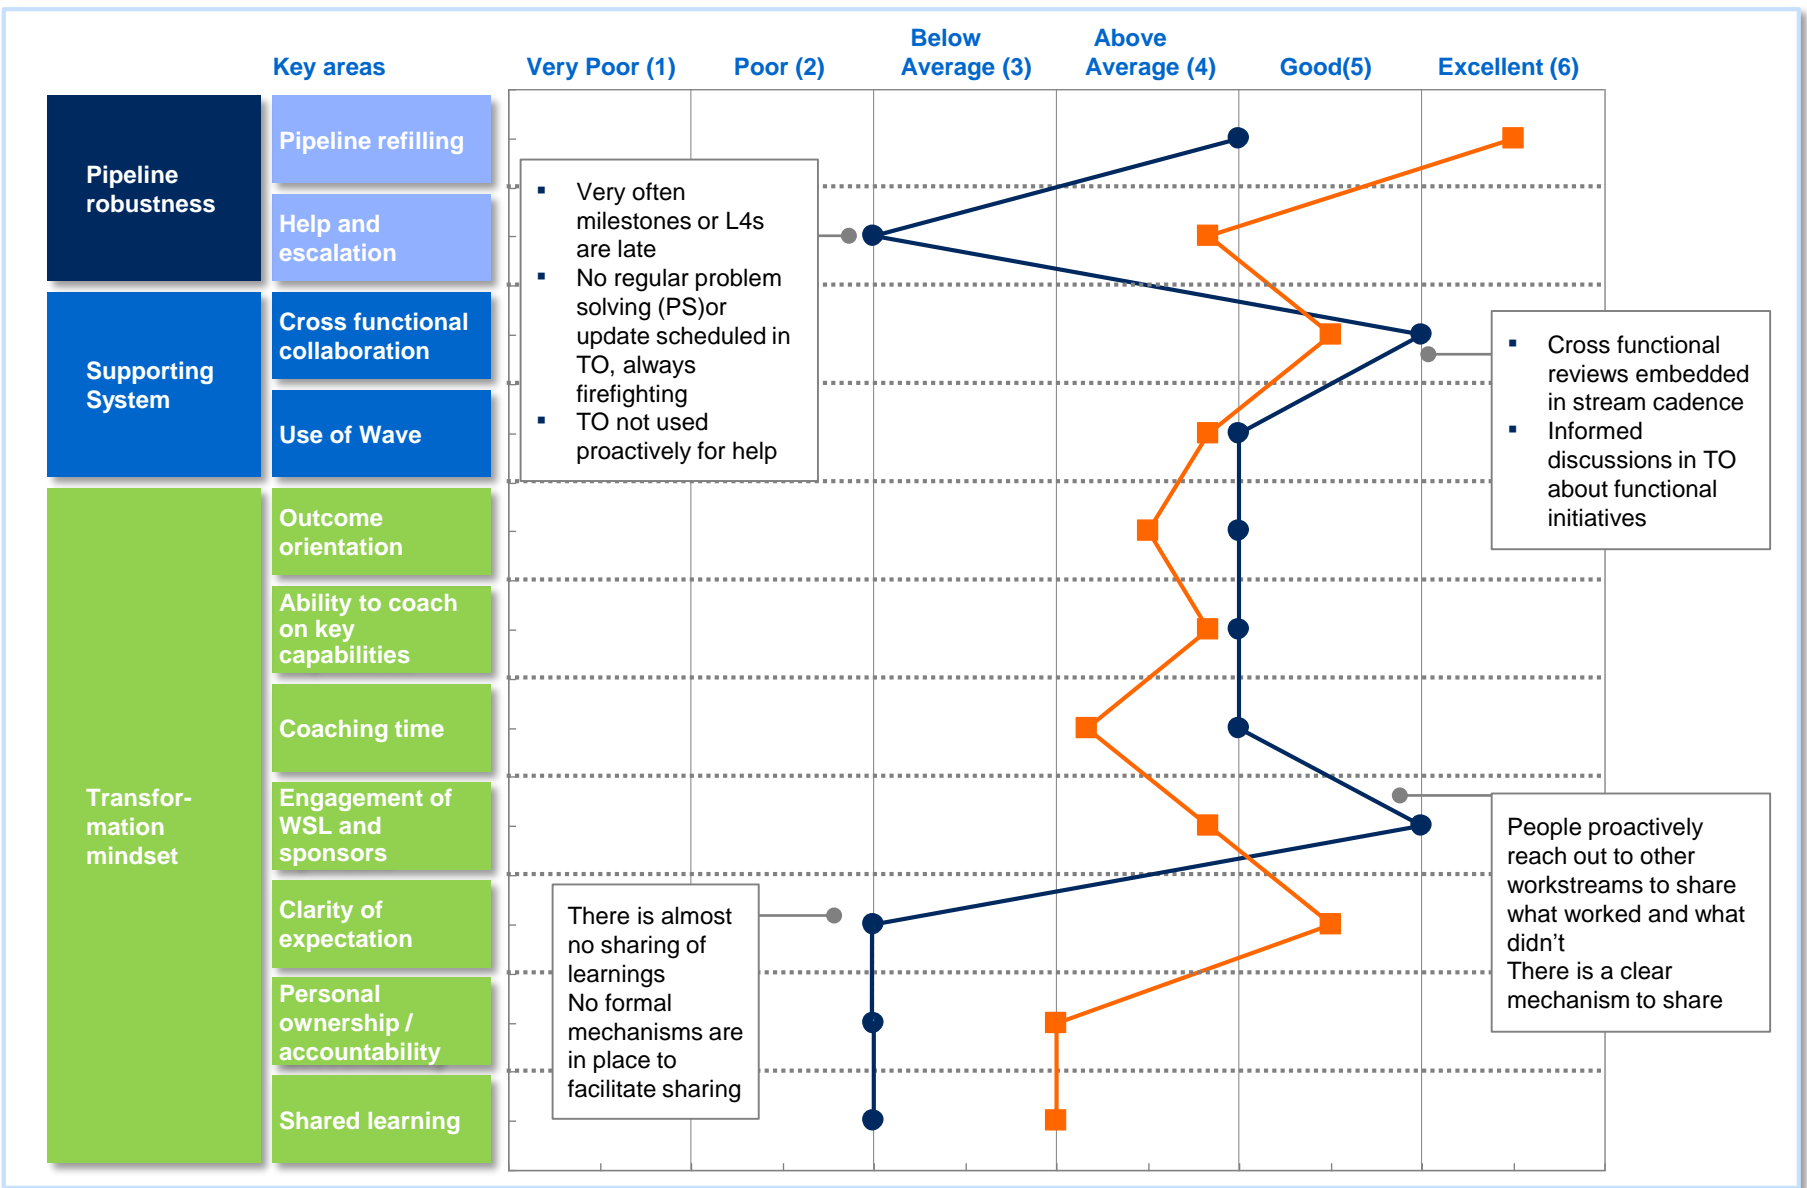 Key areas
Very Poor (1)
Poor (2)
Below
Average (3)
Above
Average (4)
Good(5)
Excellent (6)
Pipeline
robustness
Pipeline refilling
Help and
escalation
▪ Very often
milestones or L4s
are late
▪ No regular problem
solving (PS)or
update scheduled in
TO, always
firefighting
▪ TO not used
proactively for help
Supporting
System
Cross functional
collaboration
Use of Wave
▪ Cross functional
reviews embedded
in stream cadence
▪ Informed
discussions in TO
about functional
initiatives
Transfor-
mation
mindset
Outcome
orientation
Ability to coach
on key
capabilities
Coaching time
Engagement of
WSL and
sponsors
Clarity of
expectation
Personal
ownership /
accountability
Shared learning
People proactively
reach out to other
workstreams to share
what worked and what
didn’t
There is a clear
mechanism to share
There is almost
no sharing of
learnings
No formal
mechanisms are
in place to
facilitate sharing